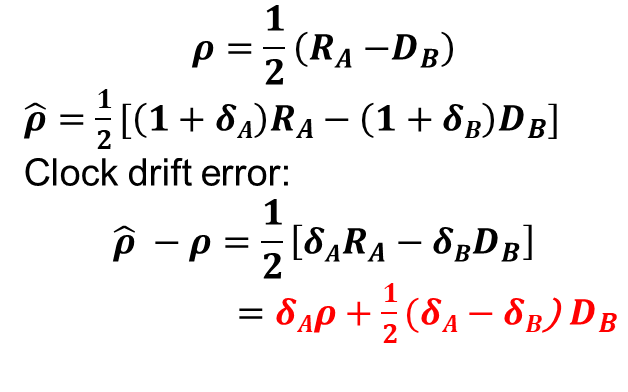 ρ = 1/2 (R_A − D_B)
ρ̂ = 1/2 [(1 + δ_A)R_A − (1 + δ_B)D_B]
Clock drift error:
ρ̂ − ρ = 1/2 [δ_A R_A − δ_B D_B]
= δ_A ρ + 1/2 (δ_A − δ_B) D_B